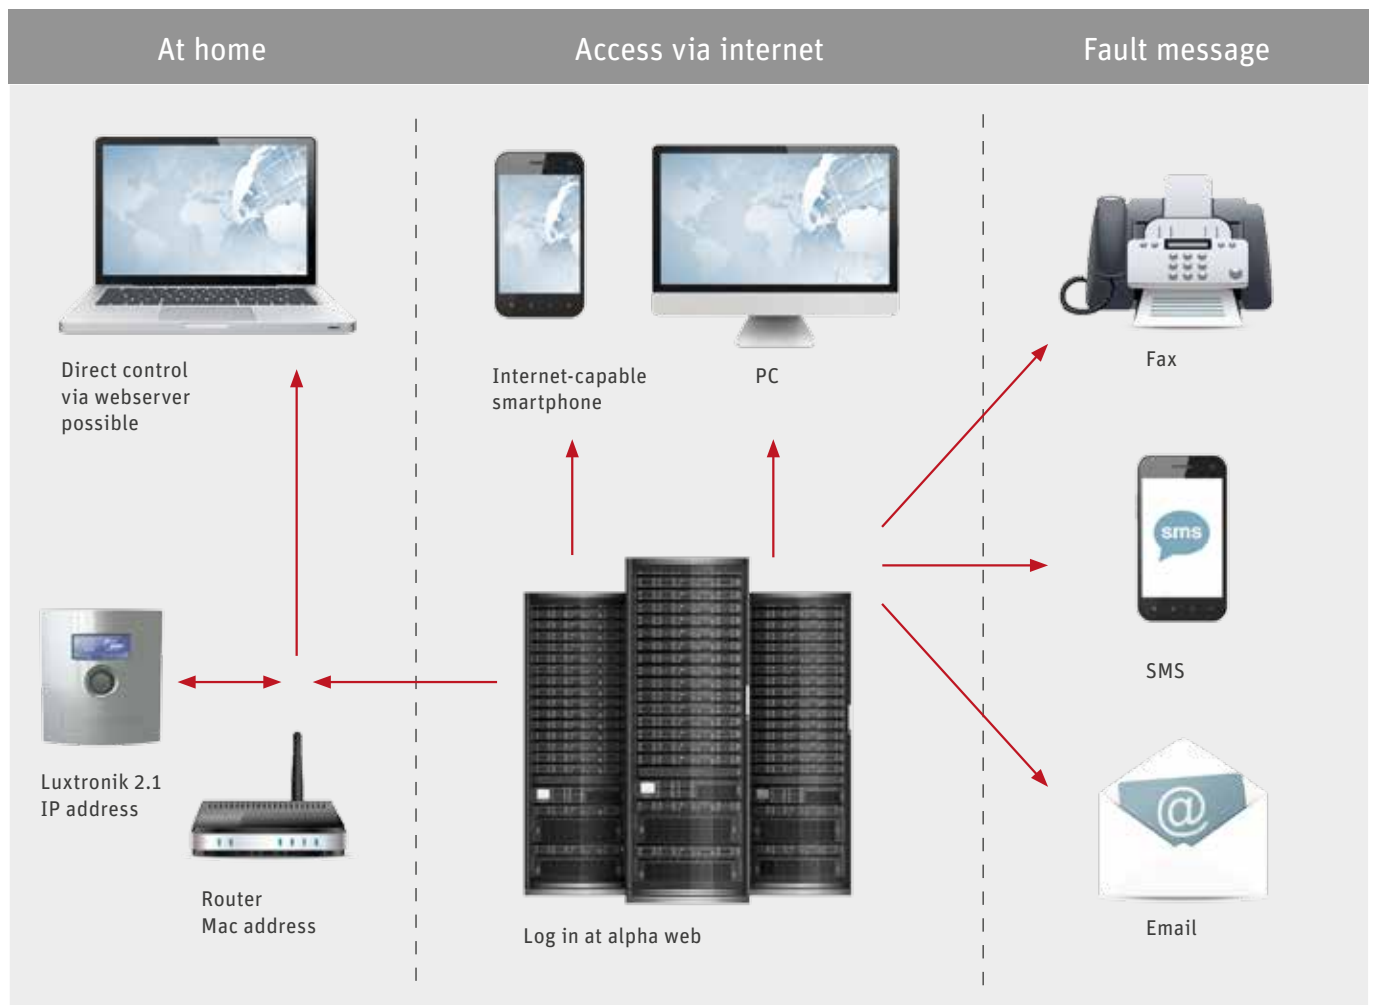 At home
Access via internet
Fault message
Direct control
via webserver
possible
Internet-capable
smartphone
PC
Fax
sms
SMS
Luxtronik 2.1
IP address
Router
Mac address
Log in at alpha web
@
Email